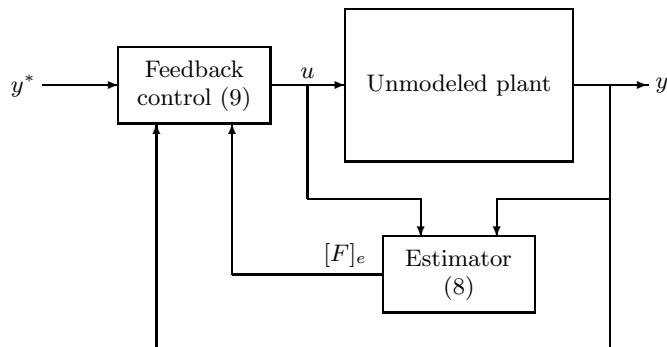 y*
Feedback
control (9)
u
Unmodeled plant
y
[F]e
Estimator
(8)